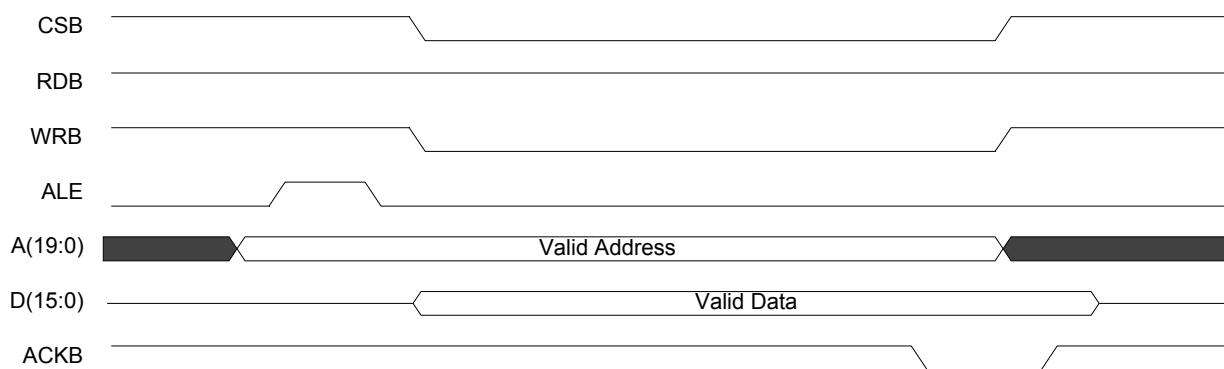 CSB
RDB
WRB
ALE
A(19:0)
Valid Address
D(15:0)
Valid Data
ACKB